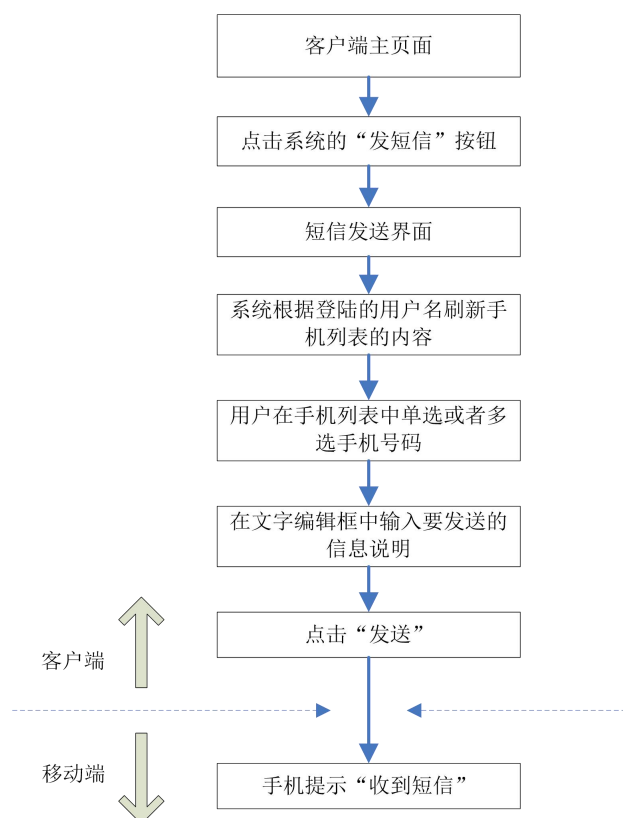 客户端主页面
点击系统的“发短信”按钮
短信发送界面
系统根据登陆的用户名刷新手
机列表的内容
用户在手机列表中单选或者多
选手机号码
在文字编辑框中输入要发送的
信息说明
点击“发送”
客户端
移动端
手机提示“收到短信”